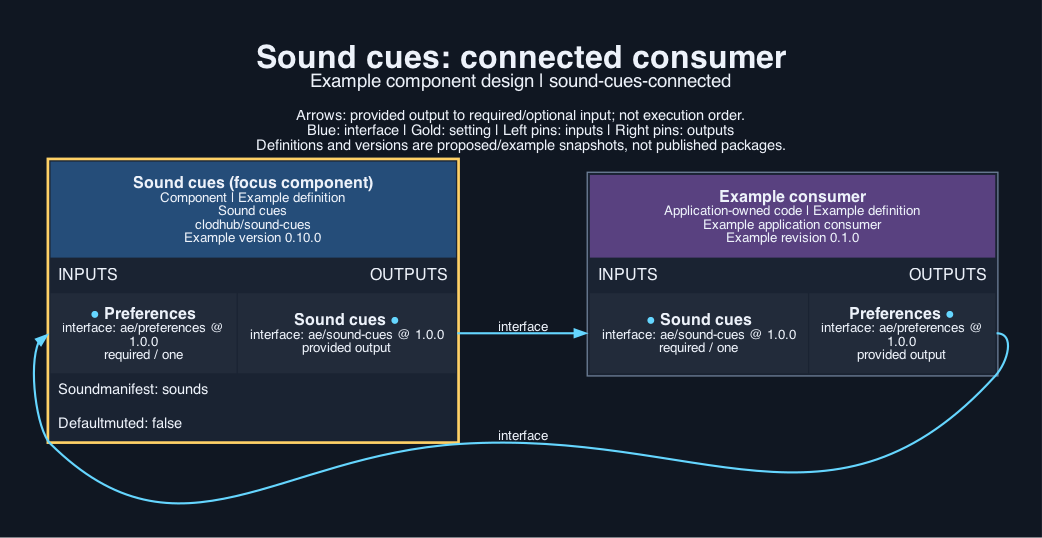 Sound cues: connected consumer
Example component design | sound-cues-connected
Arrows: provided output to required/optional input; not execution order.
Blue: interface | Gold: setting | Left pins: inputs | Right pins: outputs
Definitions and versions are proposed/example snapshots, not published packages.
Sound cues (focus component)
Component | Example definition
Sound cues
clodhub/sound-cues
Example version 0.10.0
INPUTS
OUTPUTS
Preferences
interface: ae/preferences @
1.0.0
required / one
Sound cues
interface: ae/sound-cues @ 1.0.0
provided output
Soundmanifest: sounds
Defaultmuted: false
interface
Example consumer
Application-owned code | Example definition
Example application consumer
Example revision 0.1.0
INPUTS
OUTPUTS
Sound cues
interface: ae/sound-cues @ 1.0.0
required / one
Preferences
interface: ae/preferences @
1.0.0
provided output
interface